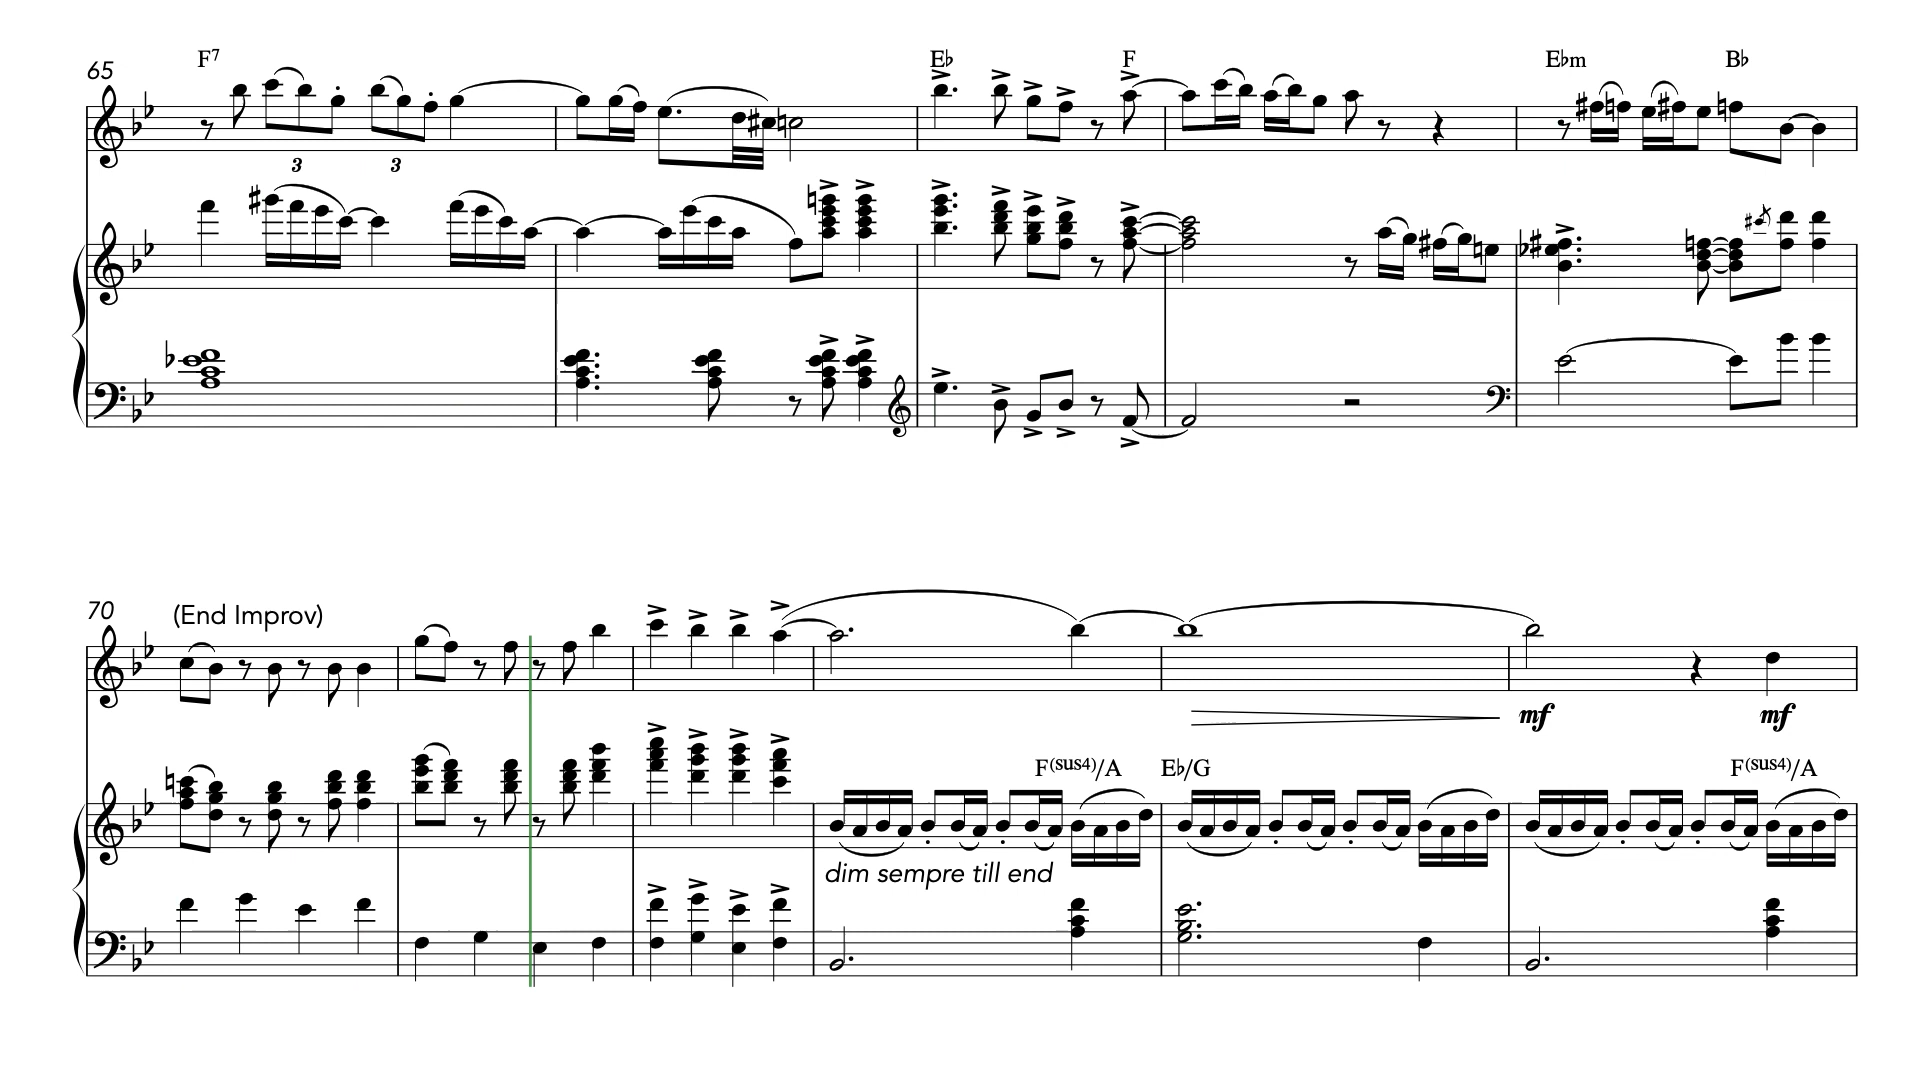 65 F7 E♭ F E♭m B♭
3 3
70 (End Improv)
mf mf
F(sus4)/A E♭/G F(sus4)/A
dim sempre till end